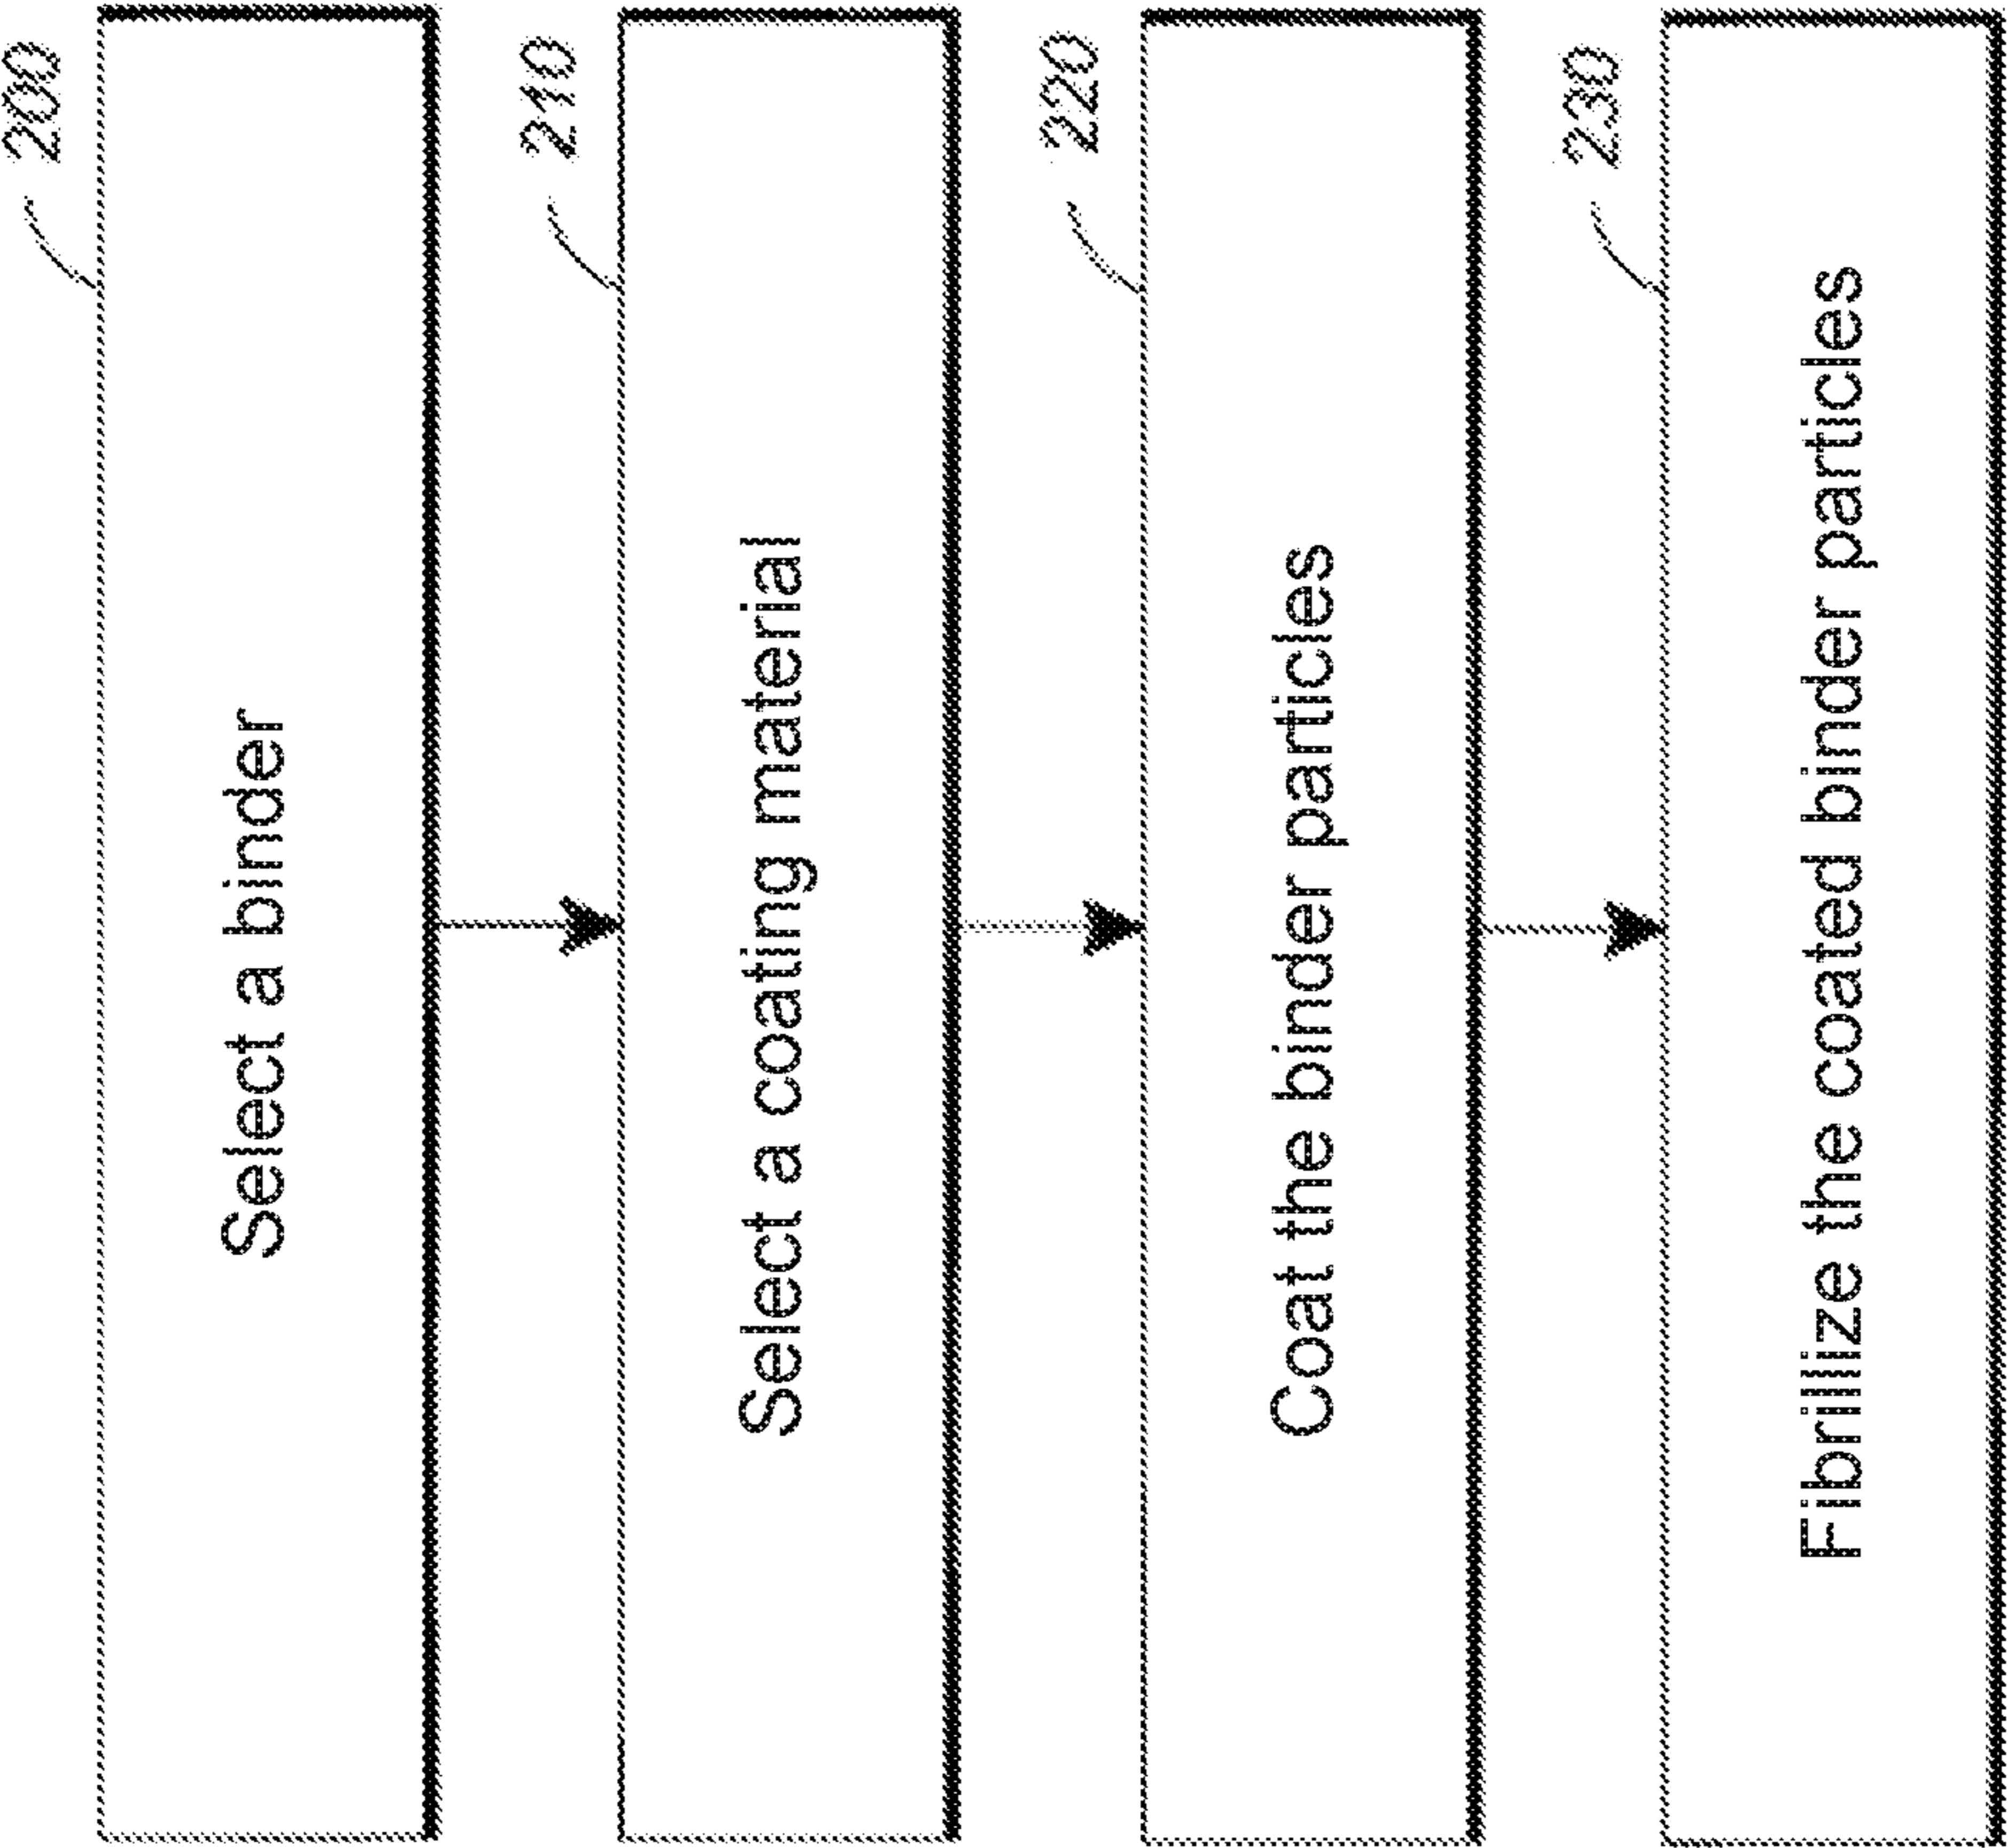 200
Select a binder
210
Select a coating material
220
Coat the binder particles
230
Fibrillize the coated binder particles